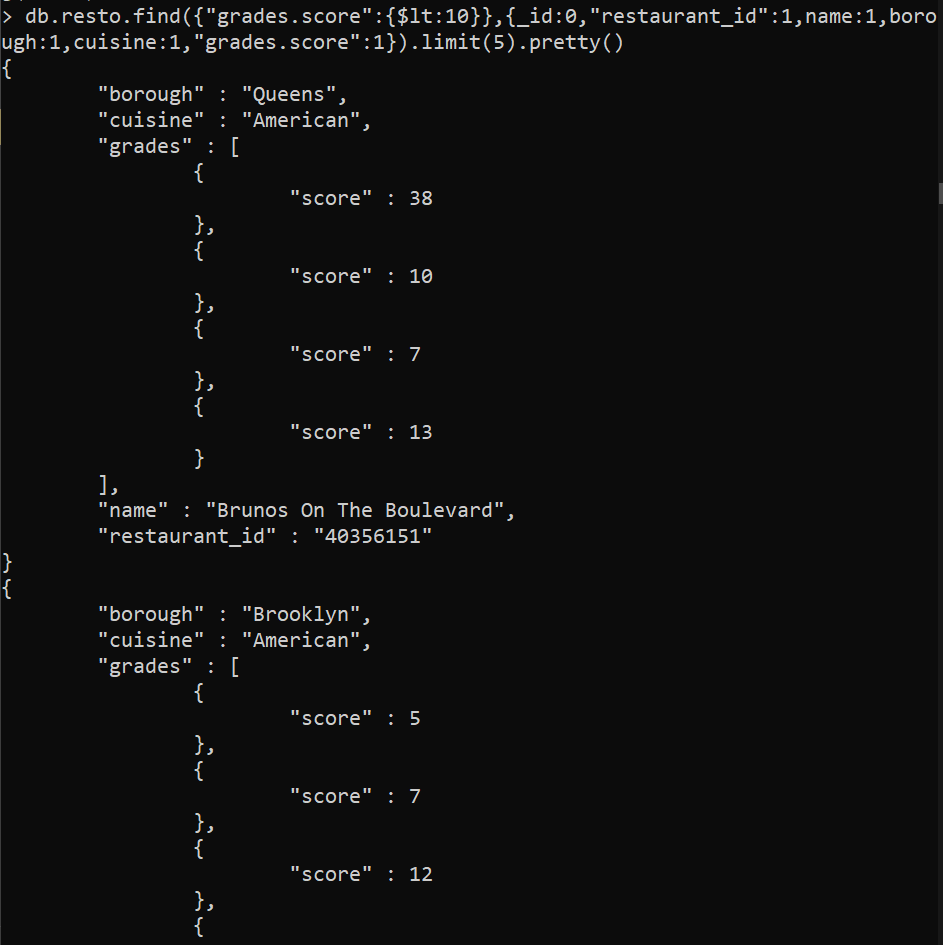 > db.resto.find({"grades.score":{$lt:10}},{_id:0,"restaurant_id":1,name:1,boro
ugh:1,cuisine:1,"grades.score":1}).limit(5).pretty()
{
        "borough" : "Queens",
        "cuisine" : "American",
        "grades" : [
                {
                        "score" : 38
                },
                {
                        "score" : 10
                },
                {
                        "score" : 7
                },
                {
                        "score" : 13
                }
        ],
        "name" : "Brunos On The Boulevard",
        "restaurant_id" : "40356151"
}
{
        "borough" : "Brooklyn",
        "cuisine" : "American",
        "grades" : [
                {
                        "score" : 5
                },
                {
                        "score" : 7
                },
                {
                        "score" : 12
                },
                {